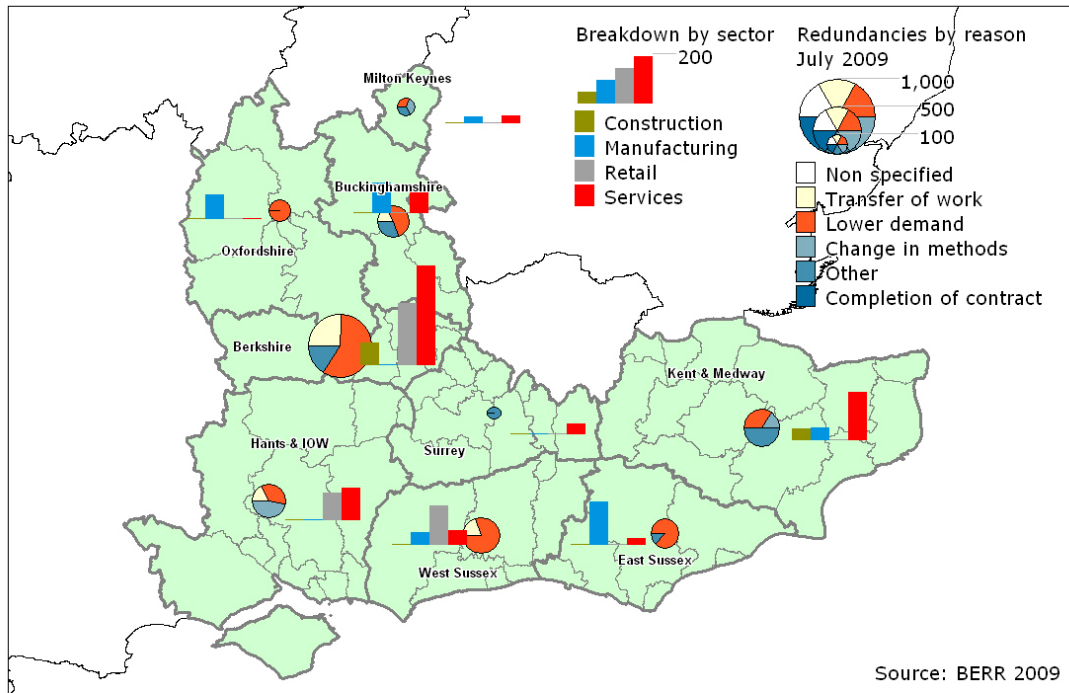 Breakdown by sector
200
Construction
Manufacturing
Retail
Services
Redundancies by reason
July 2009
1,000
500
100
Non specified
Transfer of work
Lower demand
Change in methods
Other
Completion of contract
Milton Keynes
Buckinghamshire
Oxfordshire
Berkshire
Kent & Medway
Hants & IOW
Surrey
West Sussex
East Sussex
Source: BERR 2009